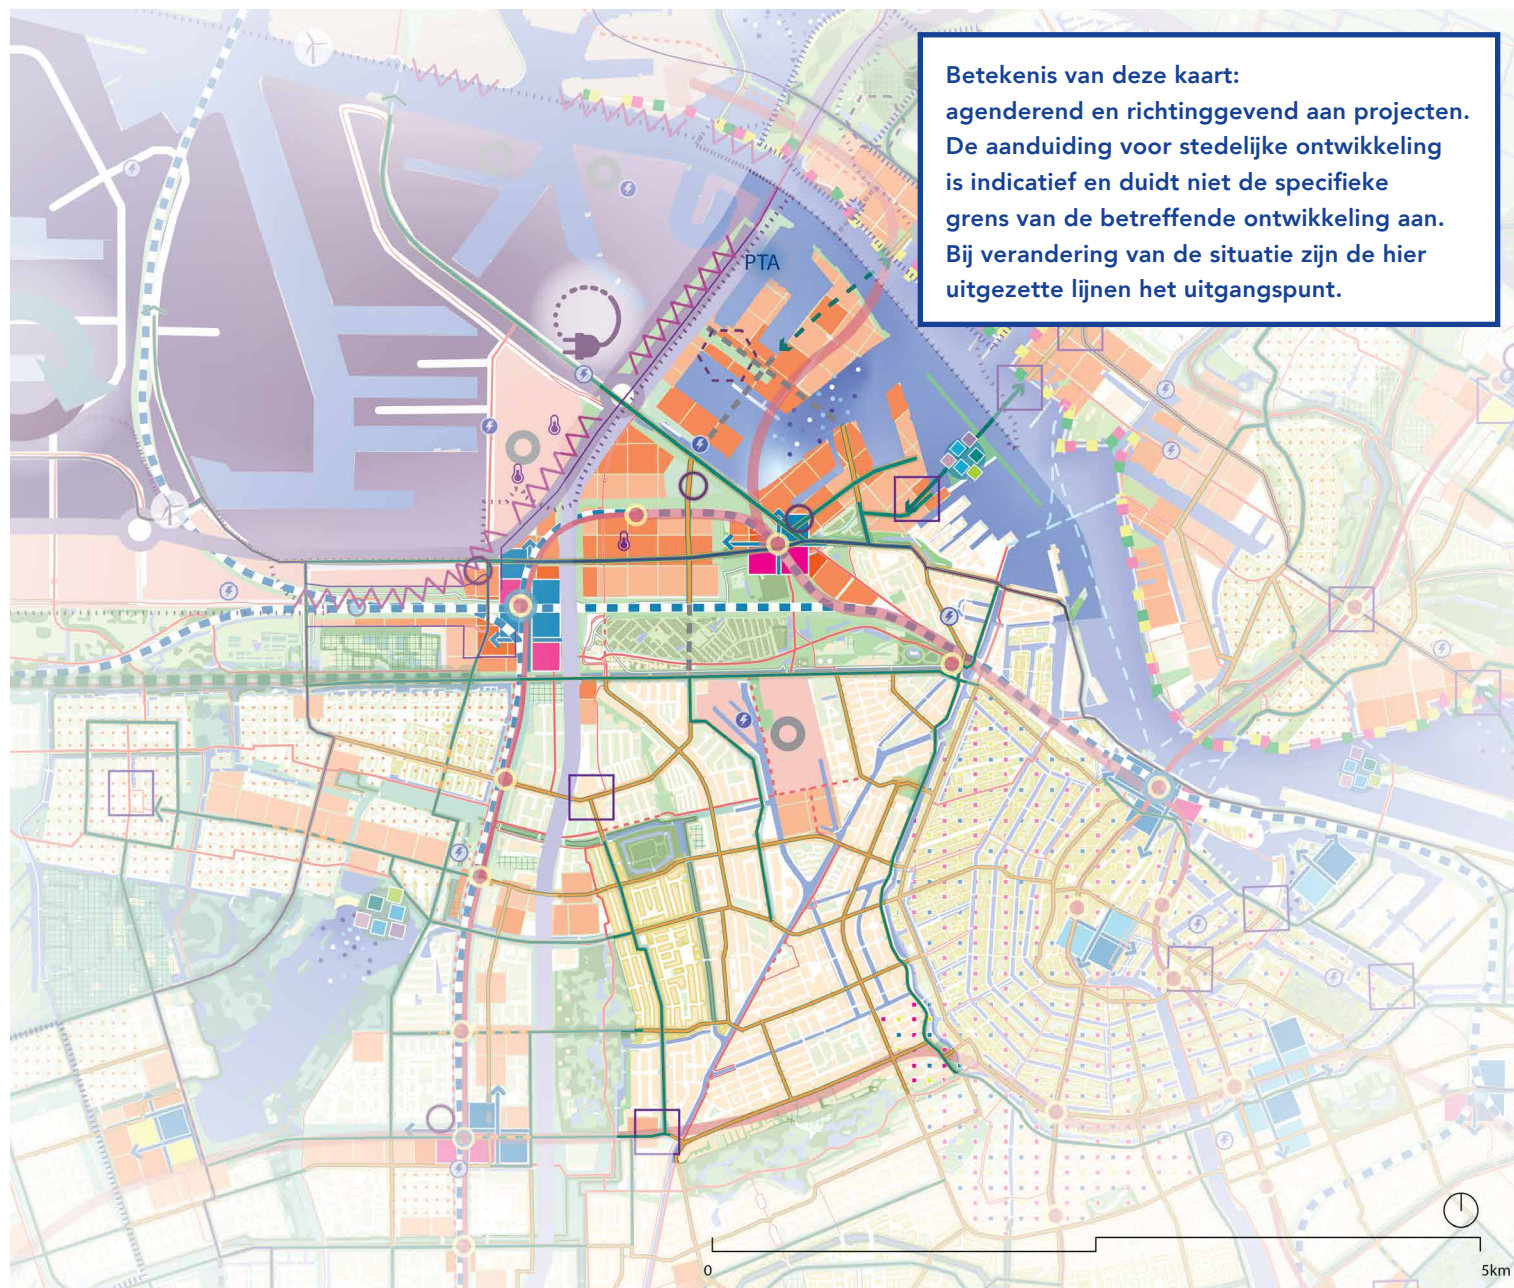 Betekenis van deze kaart:
agenderend en richtinggevend aan projecten.
De aanduiding voor stedelijke ontwikkeling
is indicatief en duidt niet de specifieke
grens van de betreffende ontwikkeling aan.
Bij verandering van de situatie zijn de hier
uitgezette lijnen het uitgangspunt.
PTA
0
5km